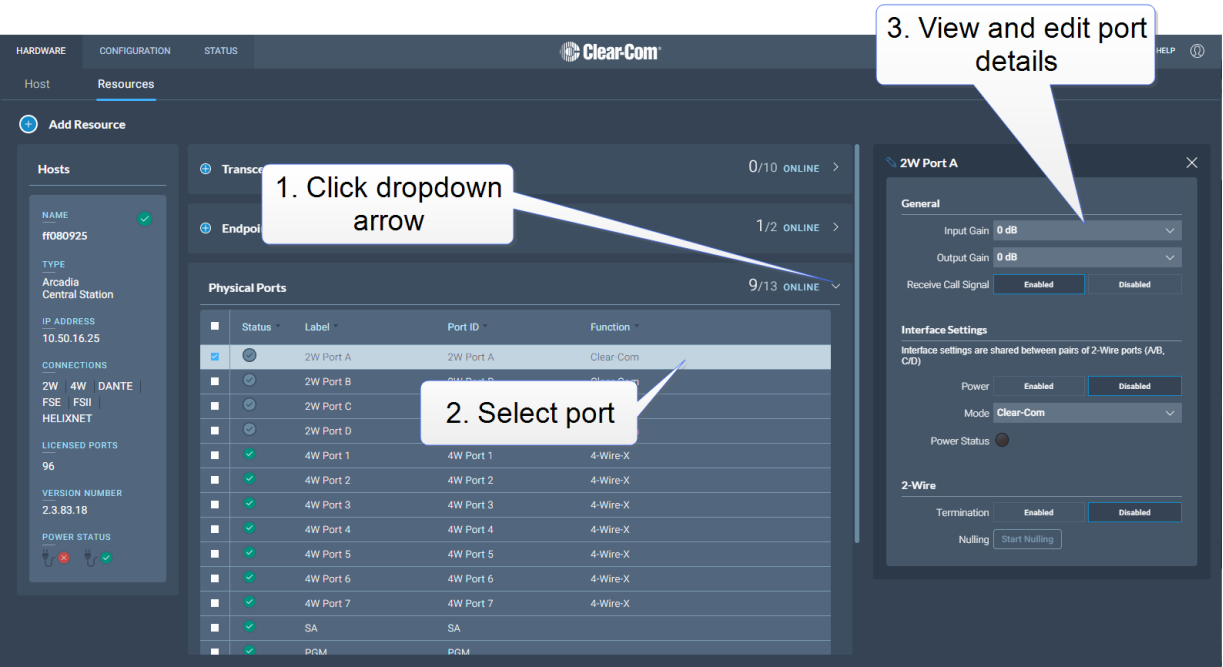 3. View and edit port
details
HARDWARE CONFIGURATION STATUS Clear-Com HELP
Host Resources
Add Resource
Hosts
NAME
ff080925
TYPE
Arcadia
Central Station
IP ADDRESS
10.50.16.25
CONNECTIONS
2W 4W DANTE
FSE FSII
HELIXNET
LICENSED PORTS
96
VERSION NUMBER
2.3.83.18
POWER STATUS
0/10 ONLINE
1. Click dropdown
arrow
1/2 ONLINE
Physical Ports 9/13 ONLINE
Status Label Port ID Function
2W Port A 2W Port A Clear-Com
2W Port B
2W Port C
2W Port D
2. Select port
4W Port 1 4W Port 1 4-Wire-X
4W Port 2 4W Port 2 4-Wire-X
4W Port 3 4W Port 3 4-Wire-X
4W Port 4 4W Port 4 4-Wire-X
4W Port 5 4W Port 5 4-Wire-X
4W Port 6 4W Port 6 4-Wire-X
4W Port 7 4W Port 7 4-Wire-X
SA SA
PGM PGM
2W Port A
General
Input Gain 0 dB
Output Gain 0 dB
Receive Call Signal Enabled Disabled
Interface Settings
Interface settings are shared between pairs of 2-Wire ports (A/B,
C/D)
Power Enabled Disabled
Mode Clear-Com
Power Status
2-Wire
Termination Enabled Disabled
Nulling Start Nulling